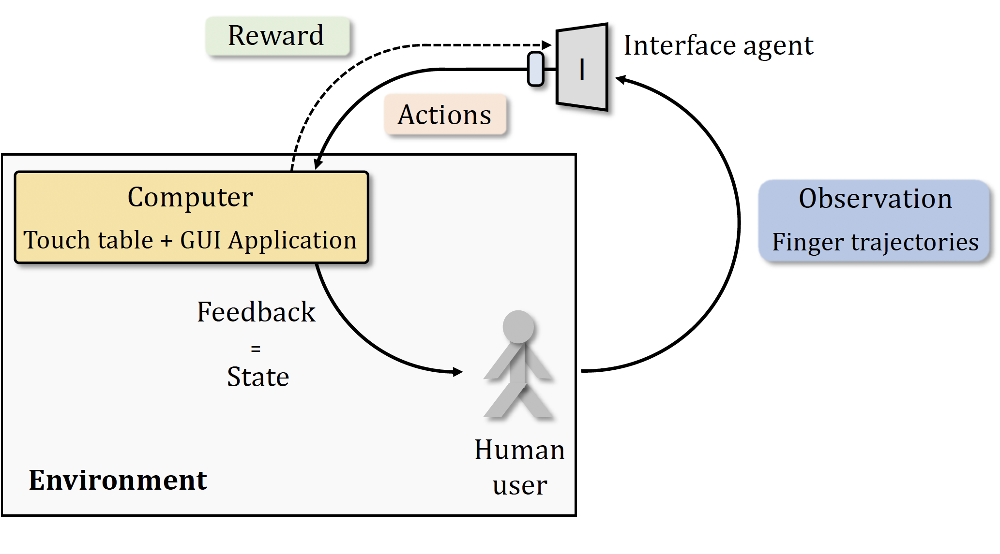 Reward
Interface agent
I
Actions
Computer
Touch table + GUI Application
Observation
Finger trajectories
Feedback
=
State
Human
user
Environment